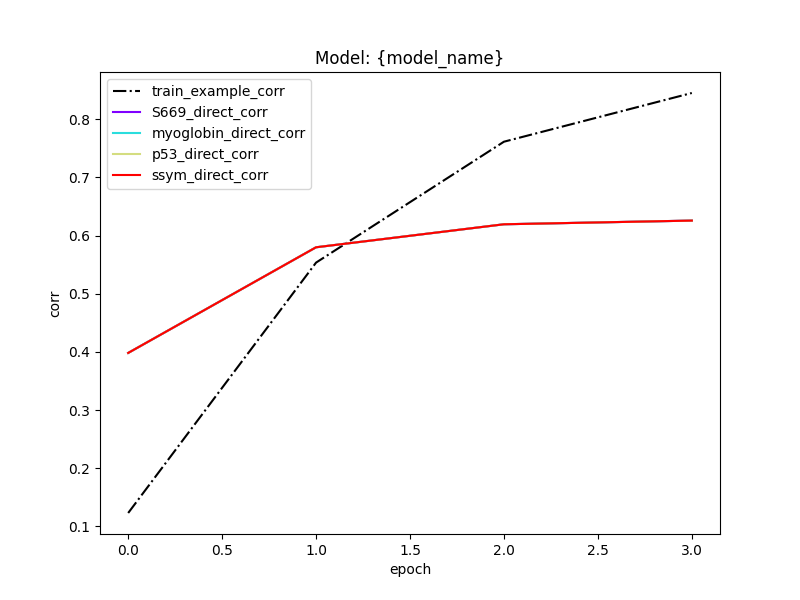 Model: {model_name}
train_example_corr
S669_direct_corr
myoglobin_direct_corr
p53_direct_corr
ssym_direct_corr
0.8
0.7
0.6
0.5
0.4
0.3
0.2
0.1
corr
0.0 0.5 1.0 1.5 2.0 2.5 3.0
epoch